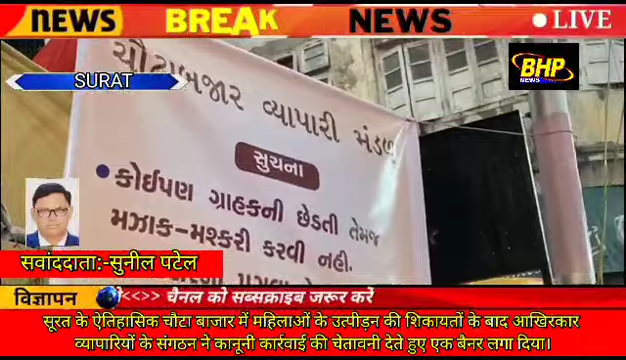 NEWS BREAK NEWS LIVE
BHP
NEWS
SURAT
ચૌટાબજાર વ્યાપારી મંડળ
સુચના
• કોઈપણ ગ્રાહકની છેડતી તેમજ
મઝાક-મશ્કરી કરવી નહી.
सवांददाता:-सुनील पटेल
विज्ञापन <<>> चैनल को सब्सक्राइब जरूर करें
सूरत के ऐतिहासिक चौटा बाजार में महिलाओं के उत्पीड़न की शिकायतों के बाद आखिरकार
व्यापारियों के संगठन ने कानूनी कार्रवाई की चेतावनी देते हुए एक बैनर लगा दिया।